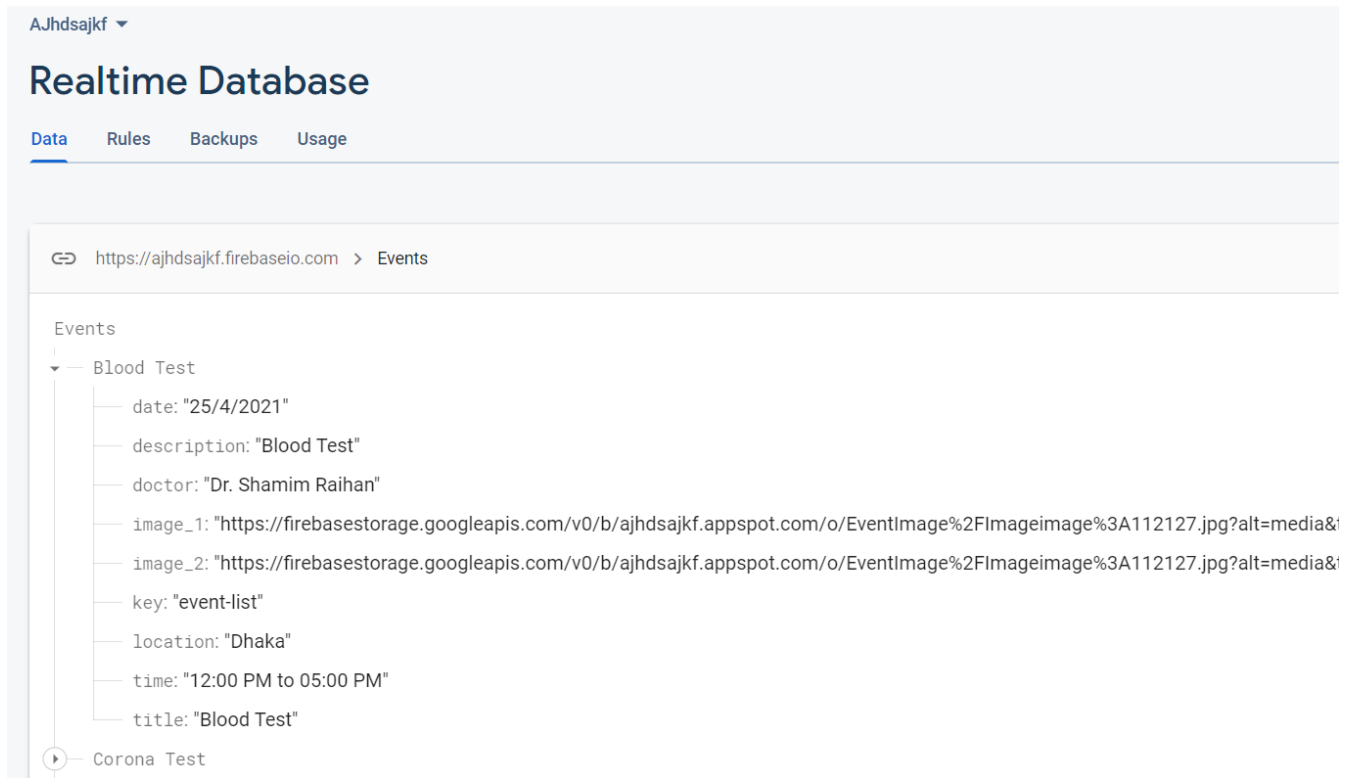 AJhdsajkf
Realtime Database
Data Rules Backups Usage
https://ajhdsajkf.firebaseio.com > Events
Events
Blood Test
date: "25/4/2021"
description: "Blood Test"
doctor: "Dr. Shamim Raihan"
image_1: "https://firebasestorage.googleapis.com/v0/b/ajhdsajkf.appspot.com/o/EventImage%2FImageimage%3A112127.jpg?alt=media&t
image_2: "https://firebasestorage.googleapis.com/v0/b/ajhdsajkf.appspot.com/o/EventImage%2FImageimage%3A112127.jpg?alt=media&t
key: "event-list"
location: "Dhaka"
time: "12:00 PM to 05:00 PM"
title: "Blood Test"
Corona Test